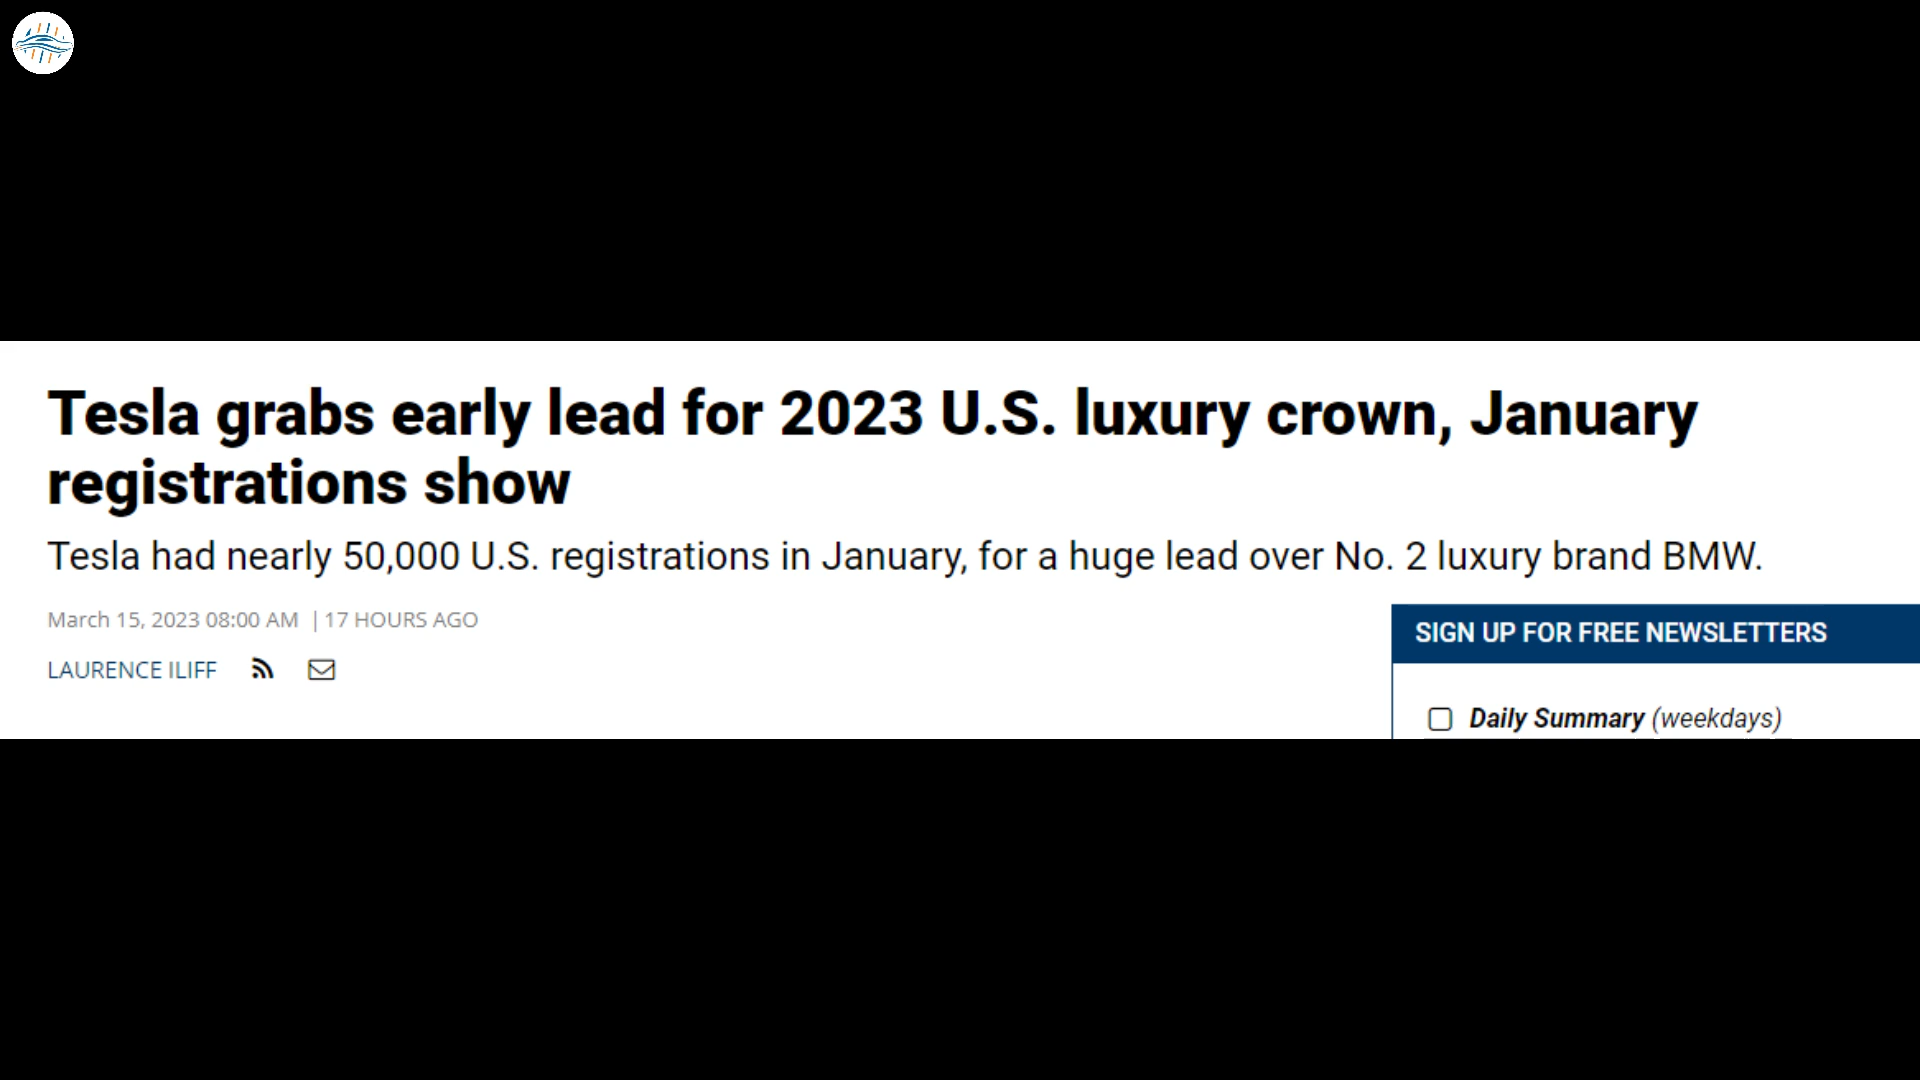 Tesla grabs early lead for 2023 U.S. luxury crown, January
registrations show
Tesla had nearly 50,000 U.S. registrations in January, for a huge lead over No. 2 luxury brand BMW.
March 15, 2023 08:00 AM | 17 HOURS AGO
LAURENCE ILIFF
SIGN UP FOR FREE NEWSLETTERS
Daily Summary (weekdays)